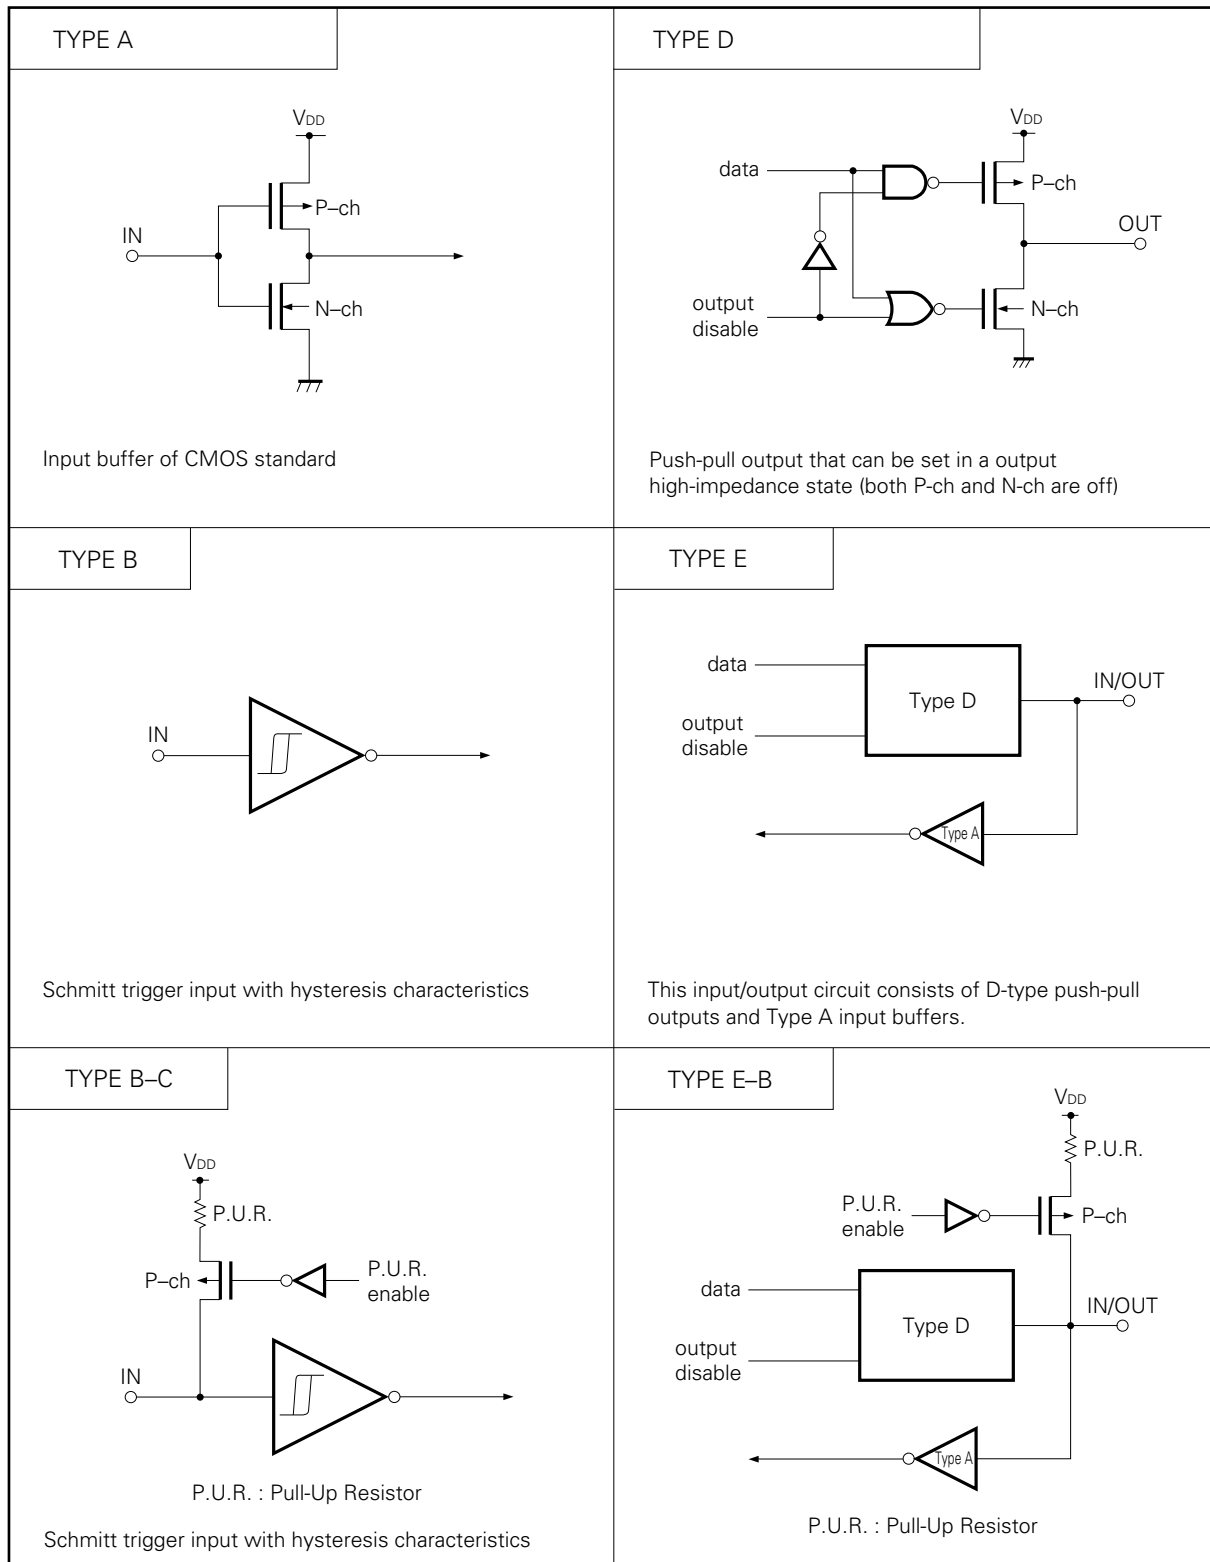 TYPE A
VDD
P–ch
IN
N–ch
Input buffer of CMOS standard
TYPE D
VDD
data
P–ch
OUT
output
disable
N–ch
Push-pull output that can be set in a output
high-impedance state (both P-ch and N-ch are off)
TYPE B
IN
Schmitt trigger input with hysteresis characteristics
TYPE E
data
Type D
IN/OUT
output
disable
Type A
This input/output circuit consists of D-type push-pull
outputs and Type A input buffers.
TYPE B–C
VDD
P.U.R.
P–ch
P.U.R.
enable
IN
P.U.R. : Pull-Up Resistor
Schmitt trigger input with hysteresis characteristics
TYPE E–B
VDD
P.U.R.
P.U.R.
enable
P–ch
data
Type D
IN/OUT
output
disable
Type A
P.U.R. : Pull-Up Resistor